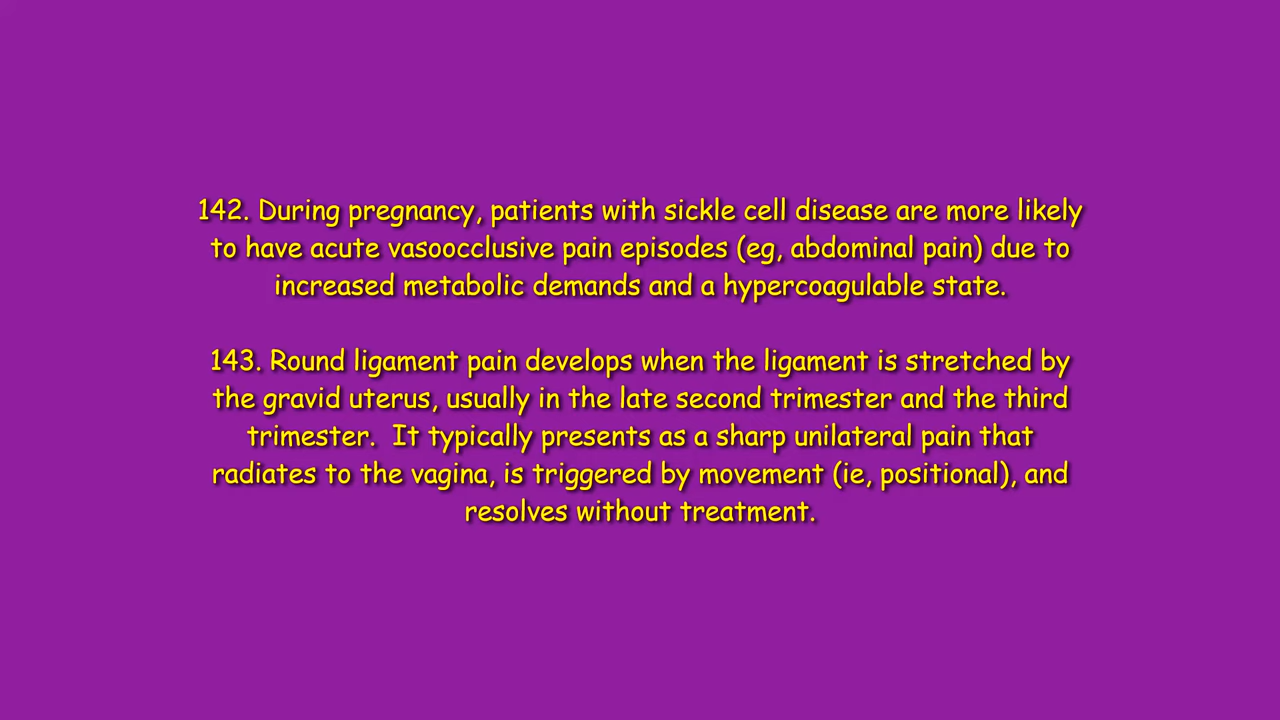 142. During pregnancy, patients with sickle cell disease are more likely
to have acute vasoocclusive pain episodes (eg, abdominal pain) due to
increased metabolic demands and a hypercoagulable state.
143. Round ligament pain develops when the ligament is stretched by
the gravid uterus, usually in the late second trimester and the third
trimester.  It typically presents as a sharp unilateral pain that
radiates to the vagina, is triggered by movement (ie, positional), and
resolves without treatment.